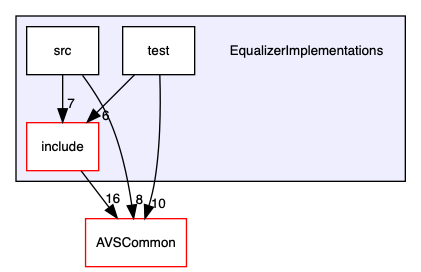 src
test
EqualizerImplementations
7
6
include
16
8
10
AVSCommon